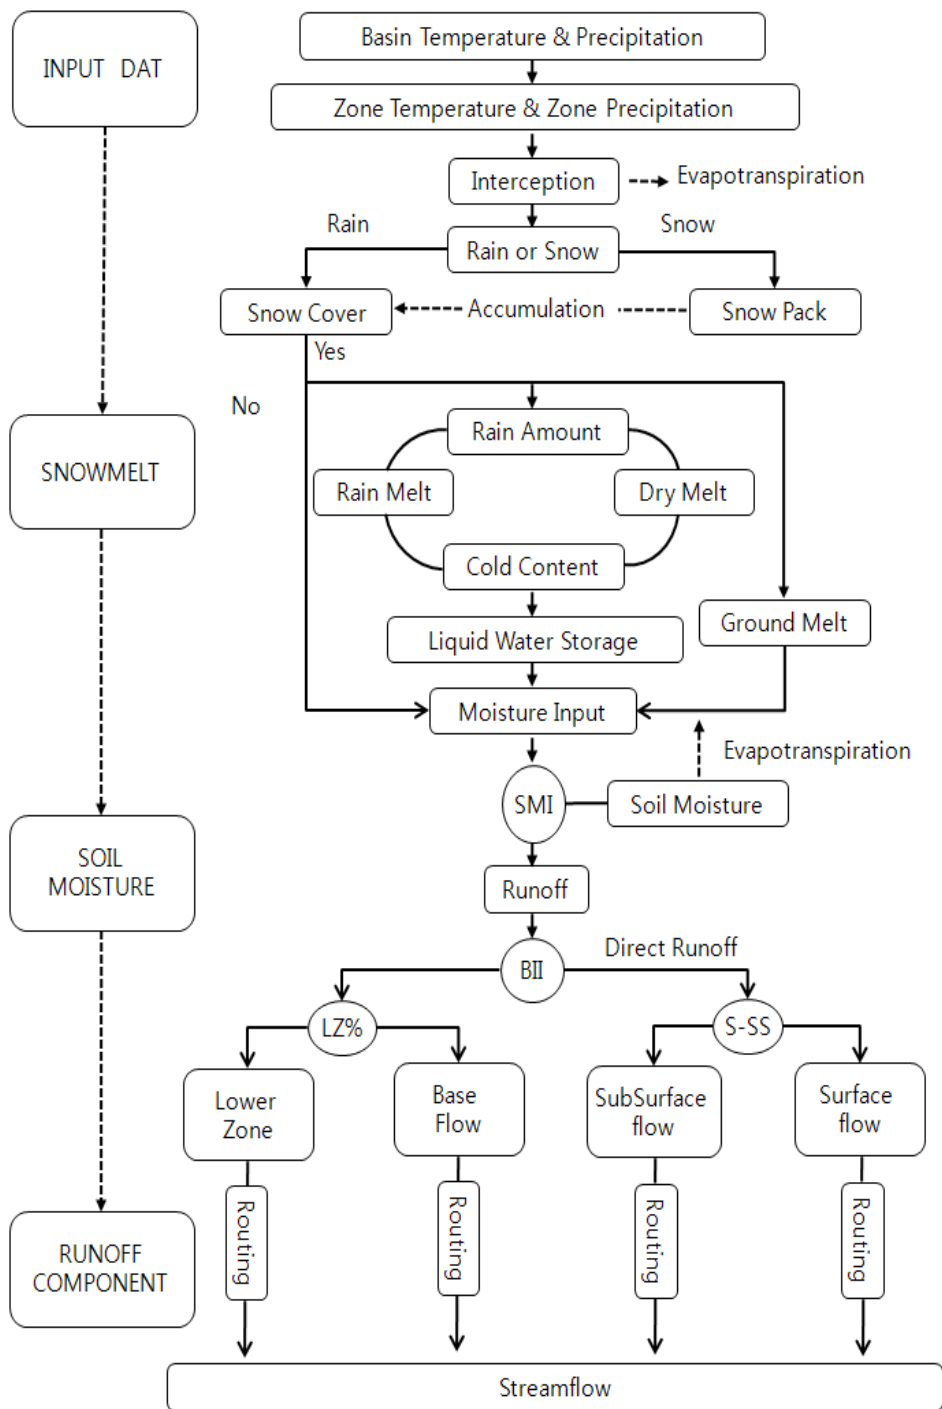 INPUT DAT
Basin Temperature & Precipitation
Zone Temperature & Zone Precipitation
Interception
Evapotranspiration
Rain
Snow
Rain or Snow
Snow Cover
Accumulation
Snow Pack
Yes
No
Rain Amount
SNOWMELT
Rain Melt
Dry Melt
Cold Content
Ground Melt
Liquid Water Storage
Moisture Input
Evapotranspiration
SMI
Soil Moisture
SOIL
MOISTURE
Runoff
Direct Runoff
BII
LZ%
S-SS
Lower
Zone
Base
Flow
SubSurface
flow
Surface
flow
Routing
Routing
Routing
Routing
RUNOFF
COMPONENT
Streamflow